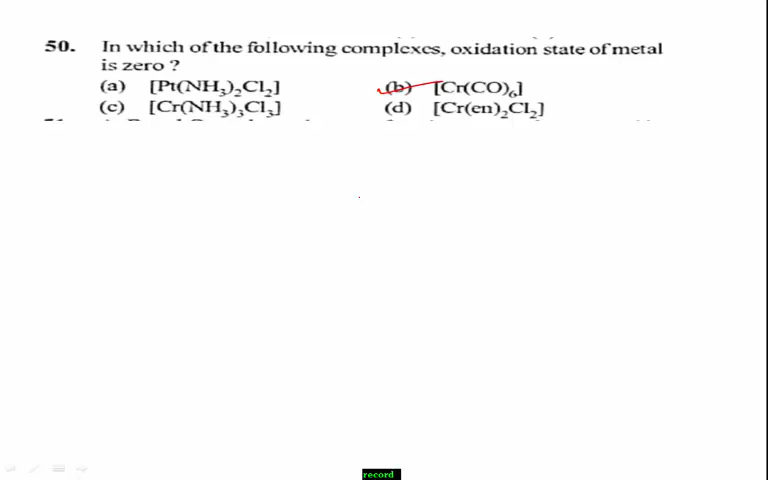 50. In which of the following complexes, oxidation state of metal
is zero ?
(a) [Pt(NH₃)₂Cl₂] (b) [Cr(CO)₆]
(c) [Cr(NH₃)₃Cl₃] (d) [Cr(en)₂Cl₂]
record